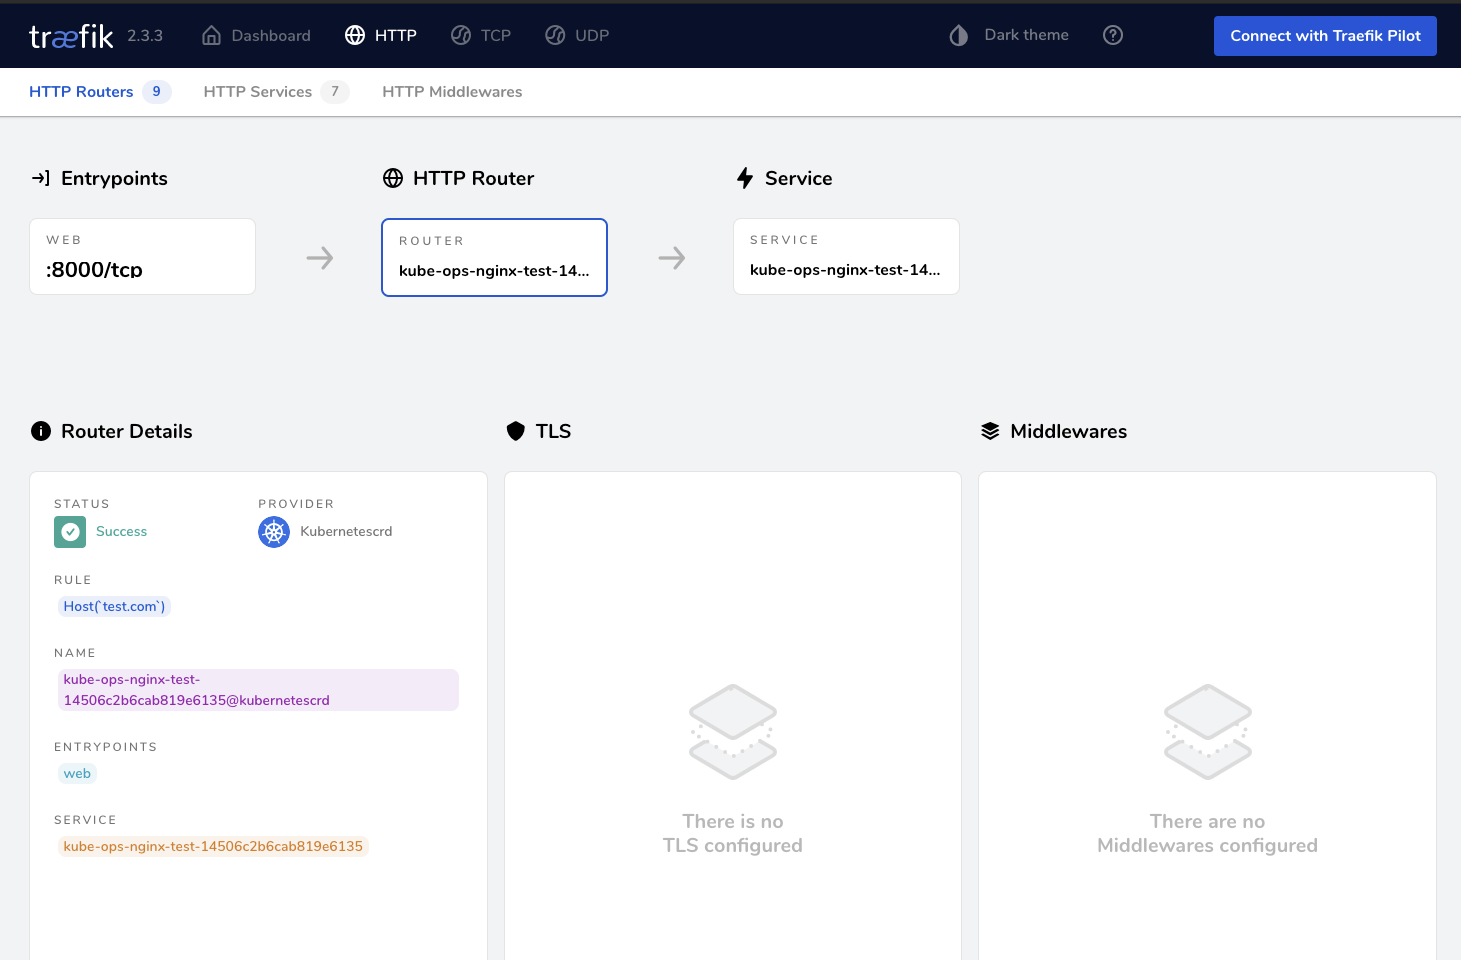 træfik 2.3.3 Dashboard HTTP TCP UDP Dark theme Connect with Traefik Pilot
HTTP Routers 9 HTTP Services 7 HTTP Middlewares
Entrypoints HTTP Router Service
WEB
:8000/tcp
ROUTER
kube-ops-nginx-test-14...
SERVICE
kube-ops-nginx-test-14...
Router Details
STATUS PROVIDER
Success Kubernetescrd
RULE
Host(`test.com`)
NAME
kube-ops-nginx-test-
14506c2b6cab819e6135@kubernetescrd
ENTRYPOINTS
web
SERVICE
kube-ops-nginx-test-14506c2b6cab819e6135
TLS
There is no
TLS configured
Middlewares
There are no
Middlewares configured